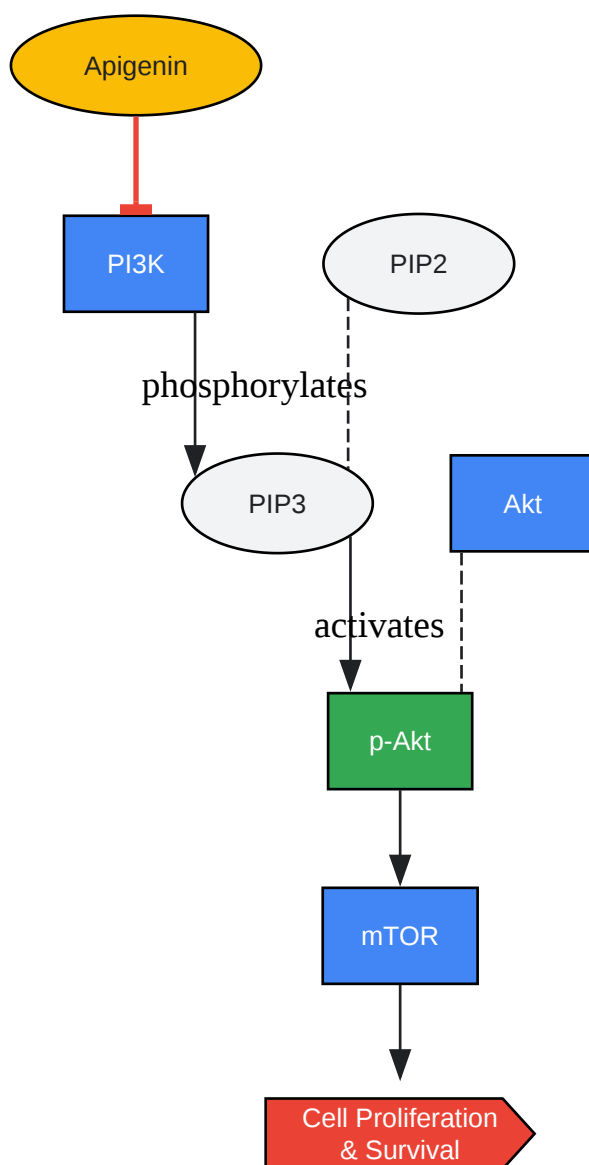 Apigenin
PI3K
PIP2
phosphorylates
PIP3
Akt
activates
p-Akt
mTOR
Cell Proliferation
& Survival